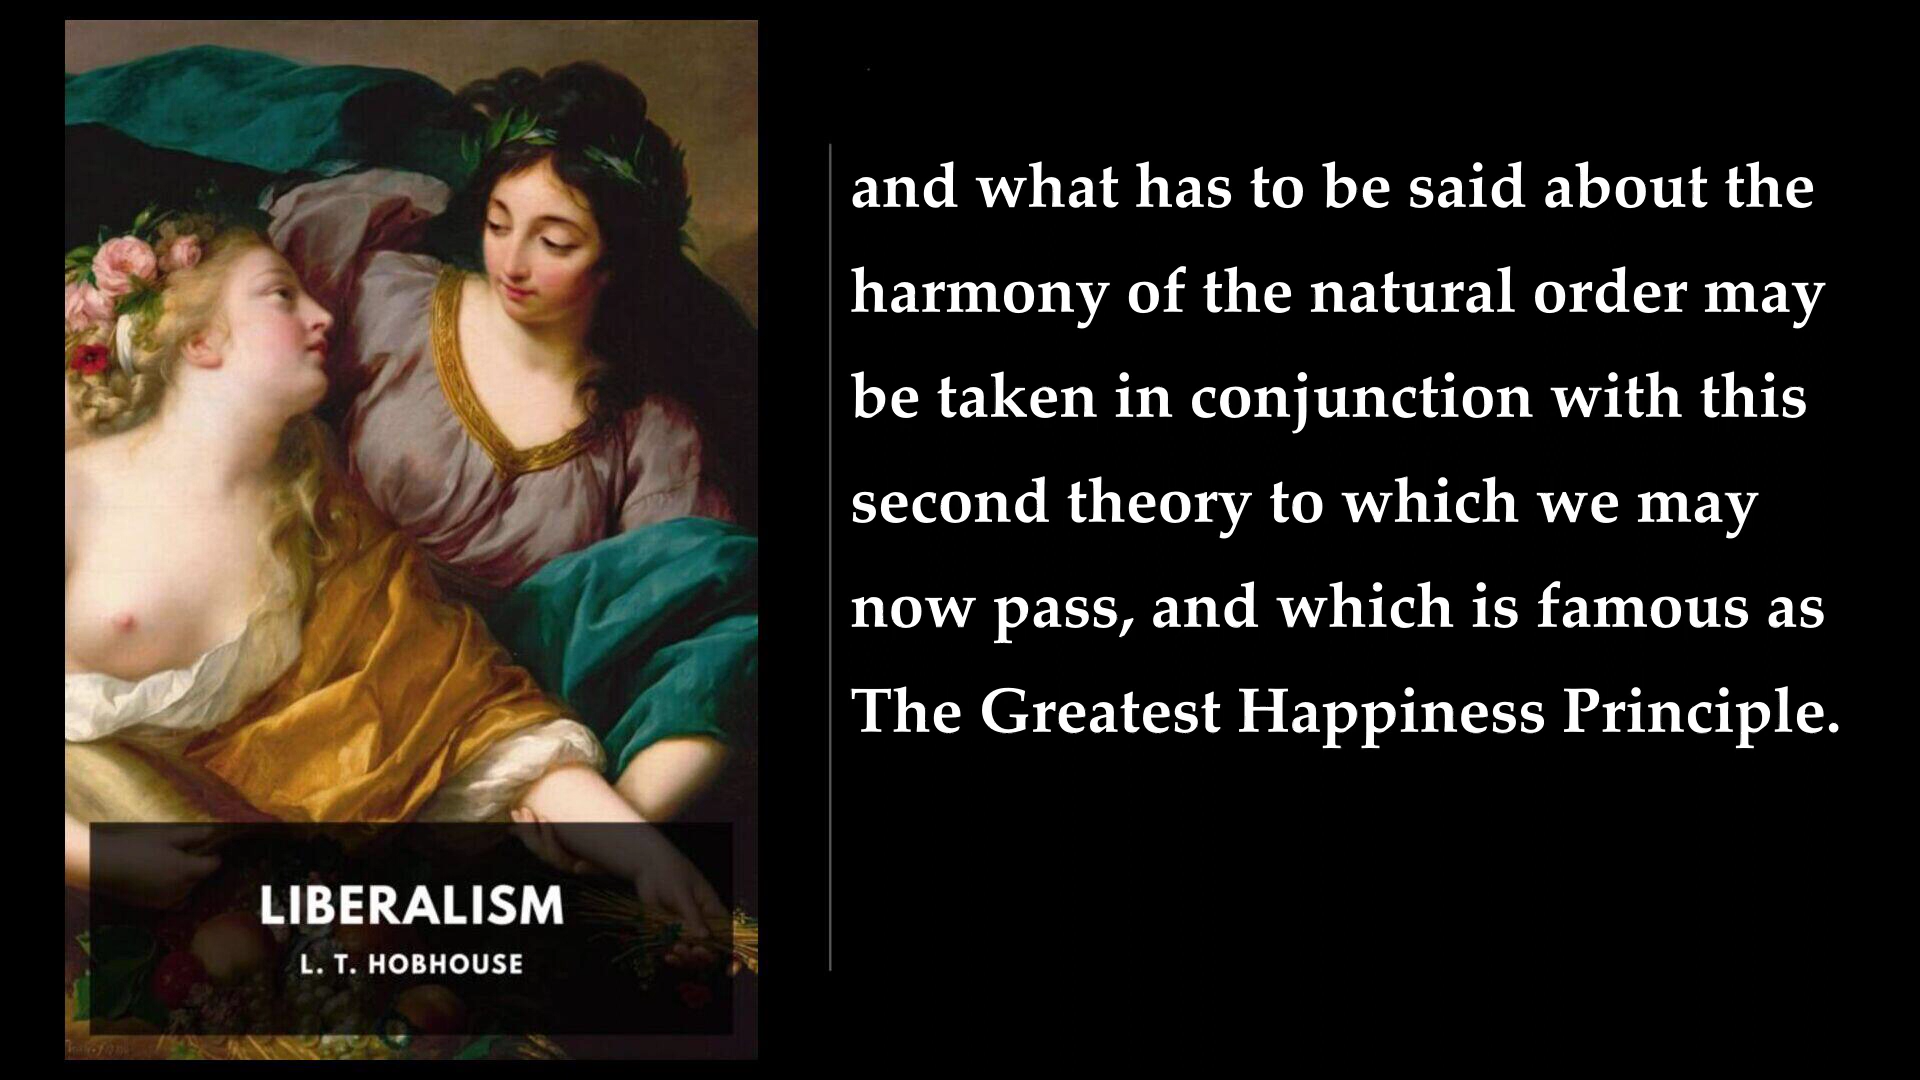 and what has to be said about the
harmony of the natural order may
be taken in conjunction with this
second theory to which we may
now pass, and which is famous as
The Greatest Happiness Principle.
LIBERALISM
L. T. HOBHOUSE